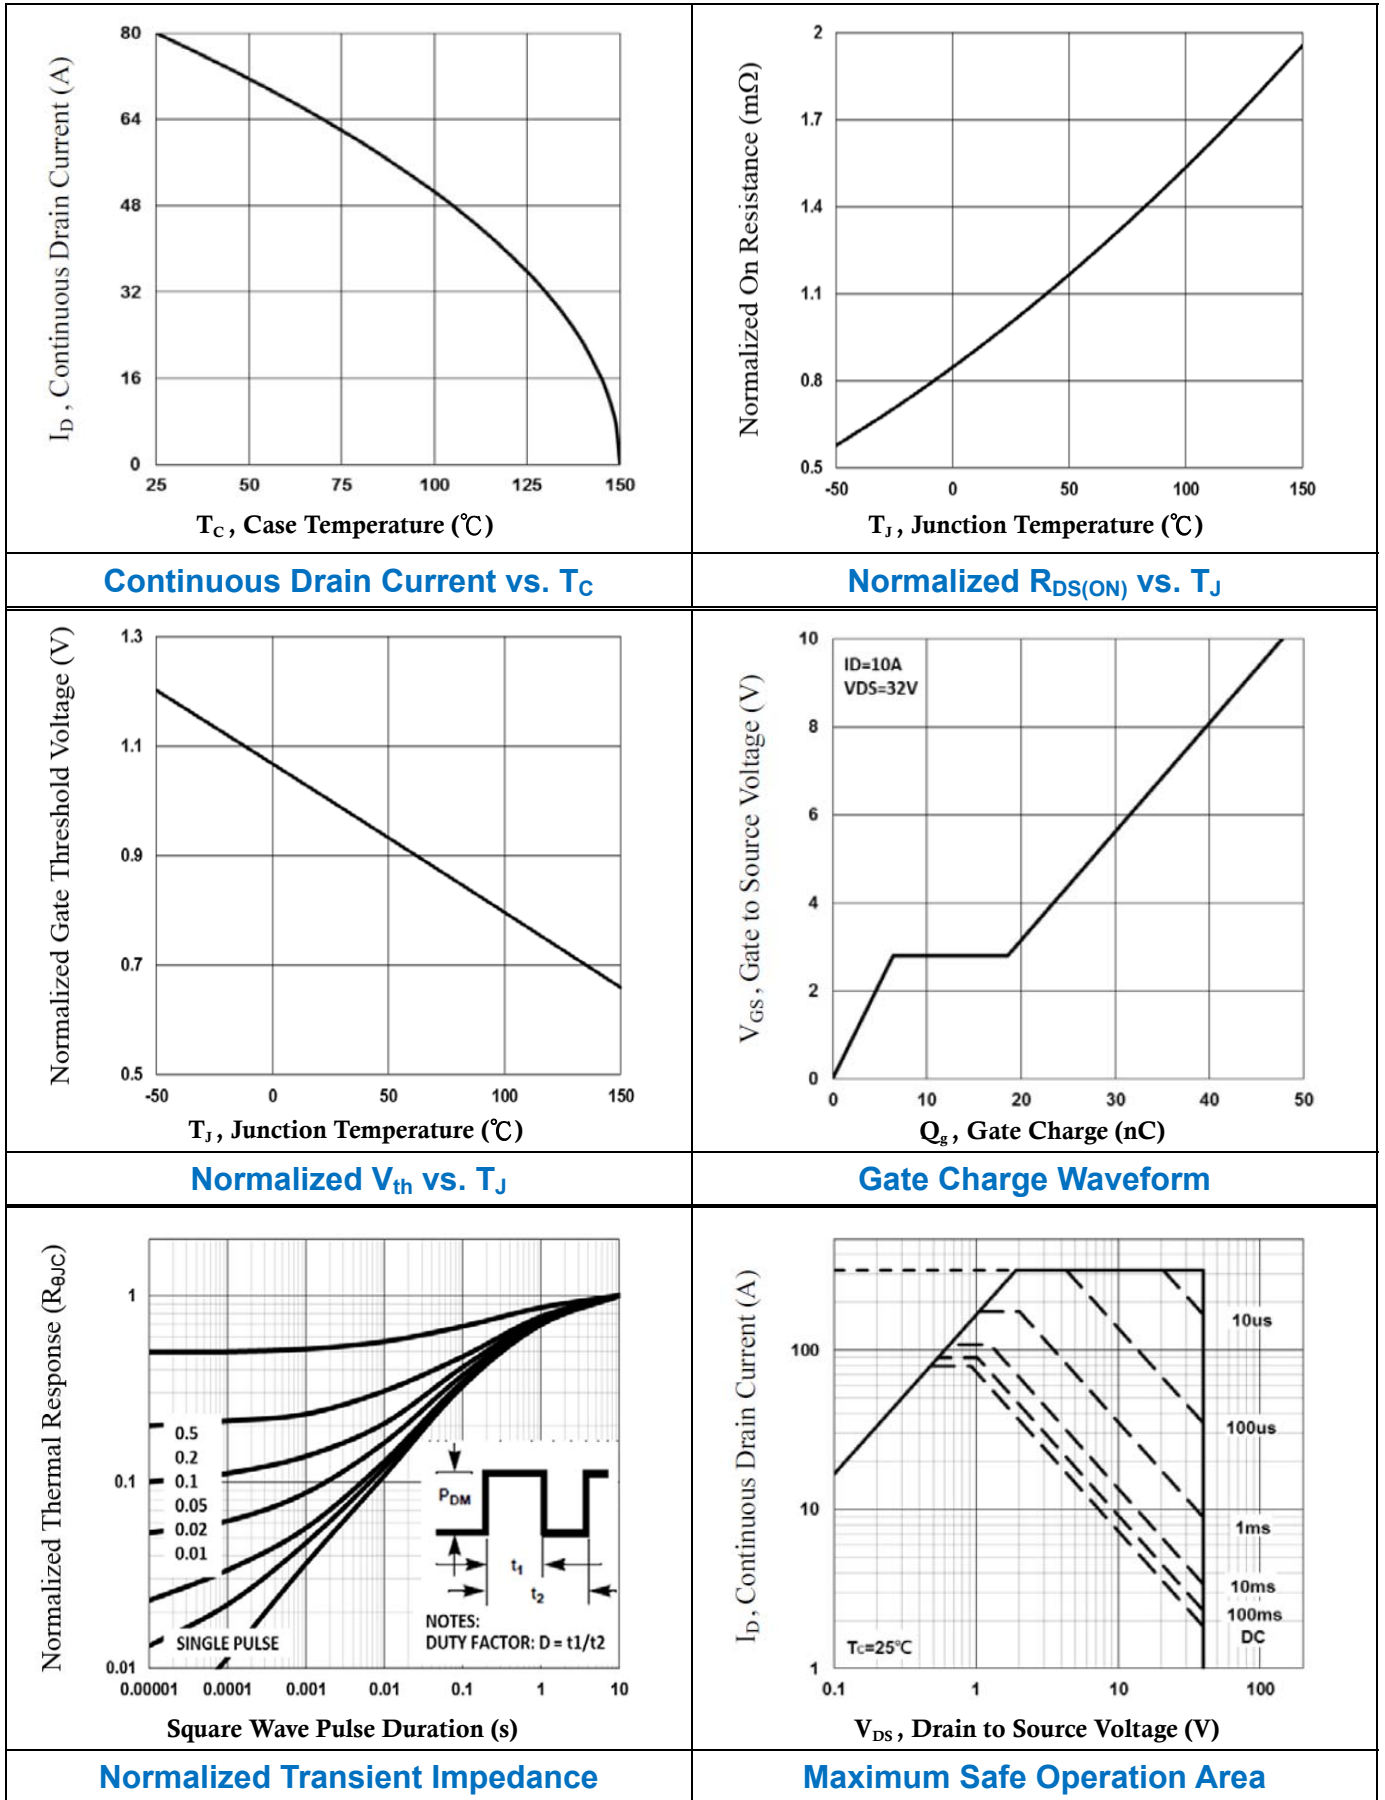 I_D , Continuous Drain Current (A)
80
64
48
32
16
0
25 50 75 100 125 150
T_C , Case Temperature (℃)
Continuous Drain Current vs. T_C
Normalized On Resistance (mΩ)
2
1.7
1.4
1.1
0.8
0.5
-50 0 50 100 150
T_J , Junction Temperature (℃)
Normalized R_DS(ON) vs. T_J
Normalized Gate Threshold Voltage (V)
1.3
1.1
0.9
0.7
0.5
-50 0 50 100 150
T_J , Junction Temperature (℃)
Normalized V_th vs. T_J
V_GS , Gate to Source Voltage (V)
10
8
6
4
2
0
ID=10A
VDS=32V
0 10 20 30 40 50
Q_g , Gate Charge (nC)
Gate Charge Waveform
Normalized Thermal Response (RθJC)
1
0.1
0.01
0.5
0.2
0.1
0.05
0.02
0.01
SINGLE PULSE
P_DM
t_1
t_2
NOTES:
DUTY FACTOR: D = t1/t2
0.00001 0.0001 0.001 0.01 0.1 1 10
Square Wave Pulse Duration (s)
Normalized Transient Impedance
I_D , Continuous Drain Current (A)
100
10
1
10us
100us
1ms
10ms
100ms
DC
Tc=25℃
0.1 1 10 100
V_DS , Drain to Source Voltage (V)
Maximum Safe Operation Area